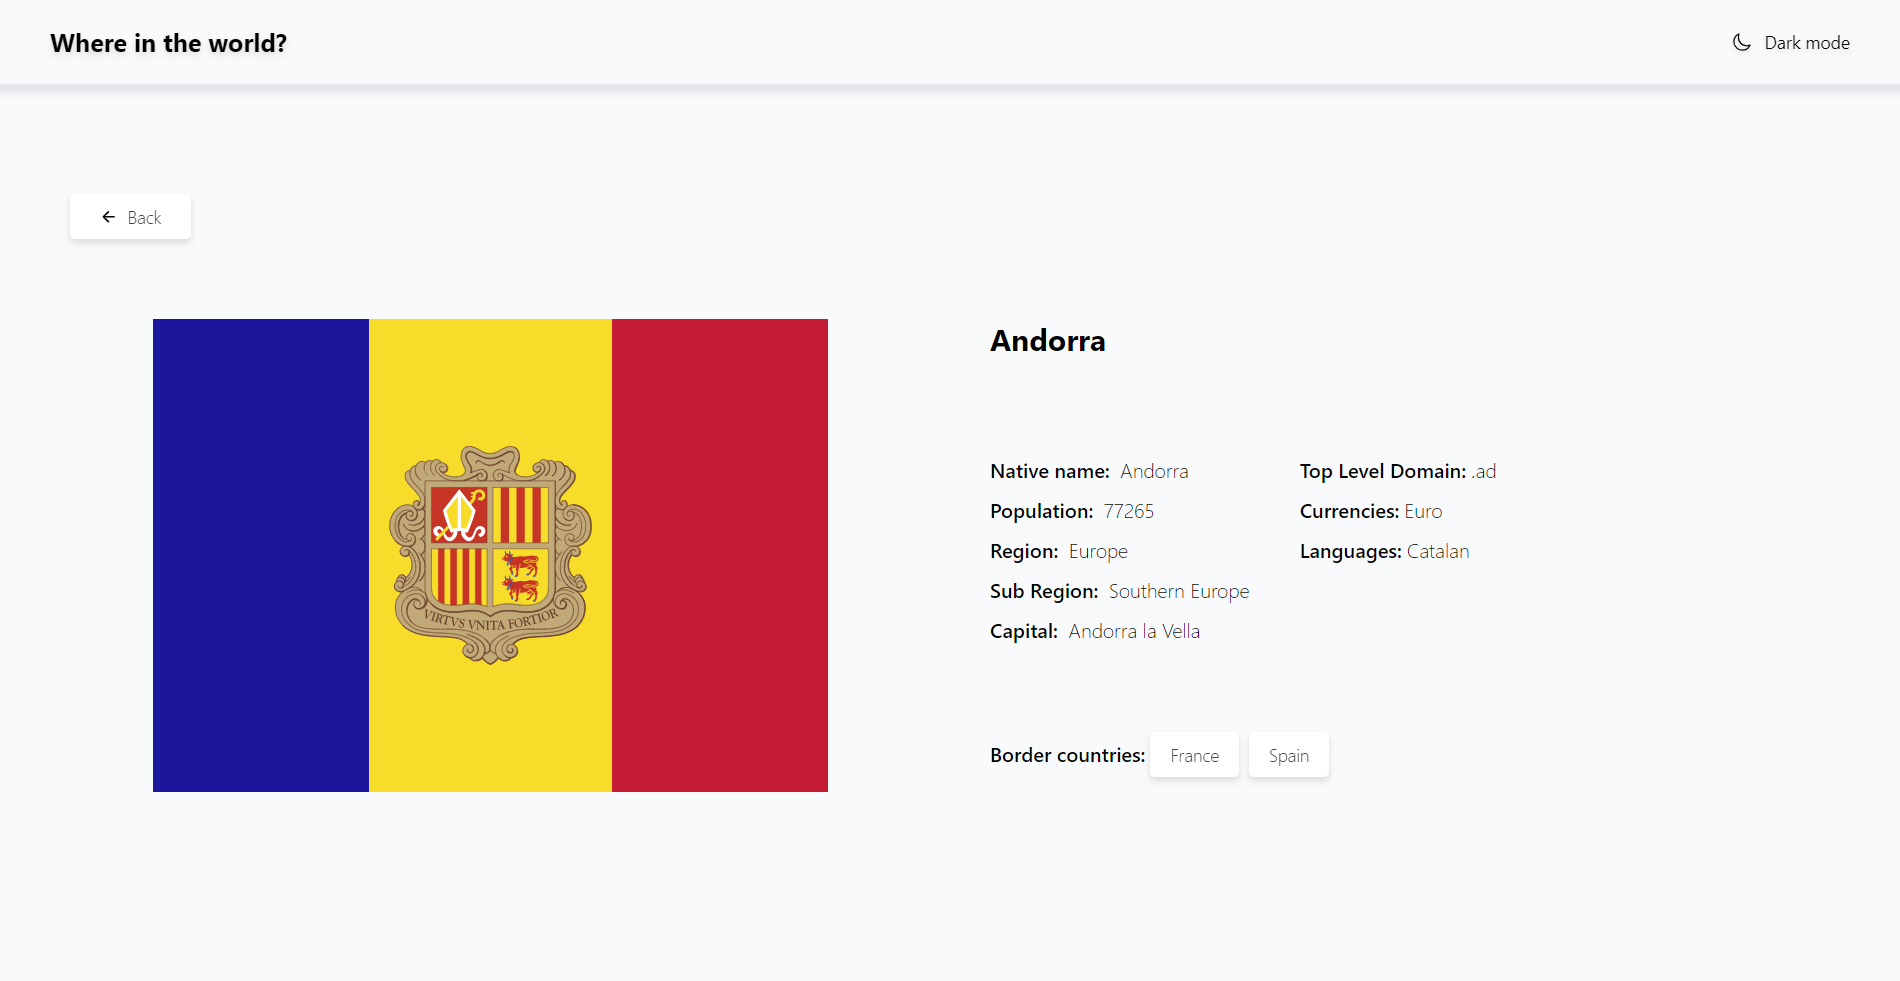 Where in the world?
Dark mode
Back
Andorra
VIRTVS VNITA FORTIOR
Native name: Andorra
Population: 77265
Region: Europe
Sub Region: Southern Europe
Capital: Andorra la Vella
Top Level Domain: .ad
Currencies: Euro
Languages: Catalan
Border countries: France Spain